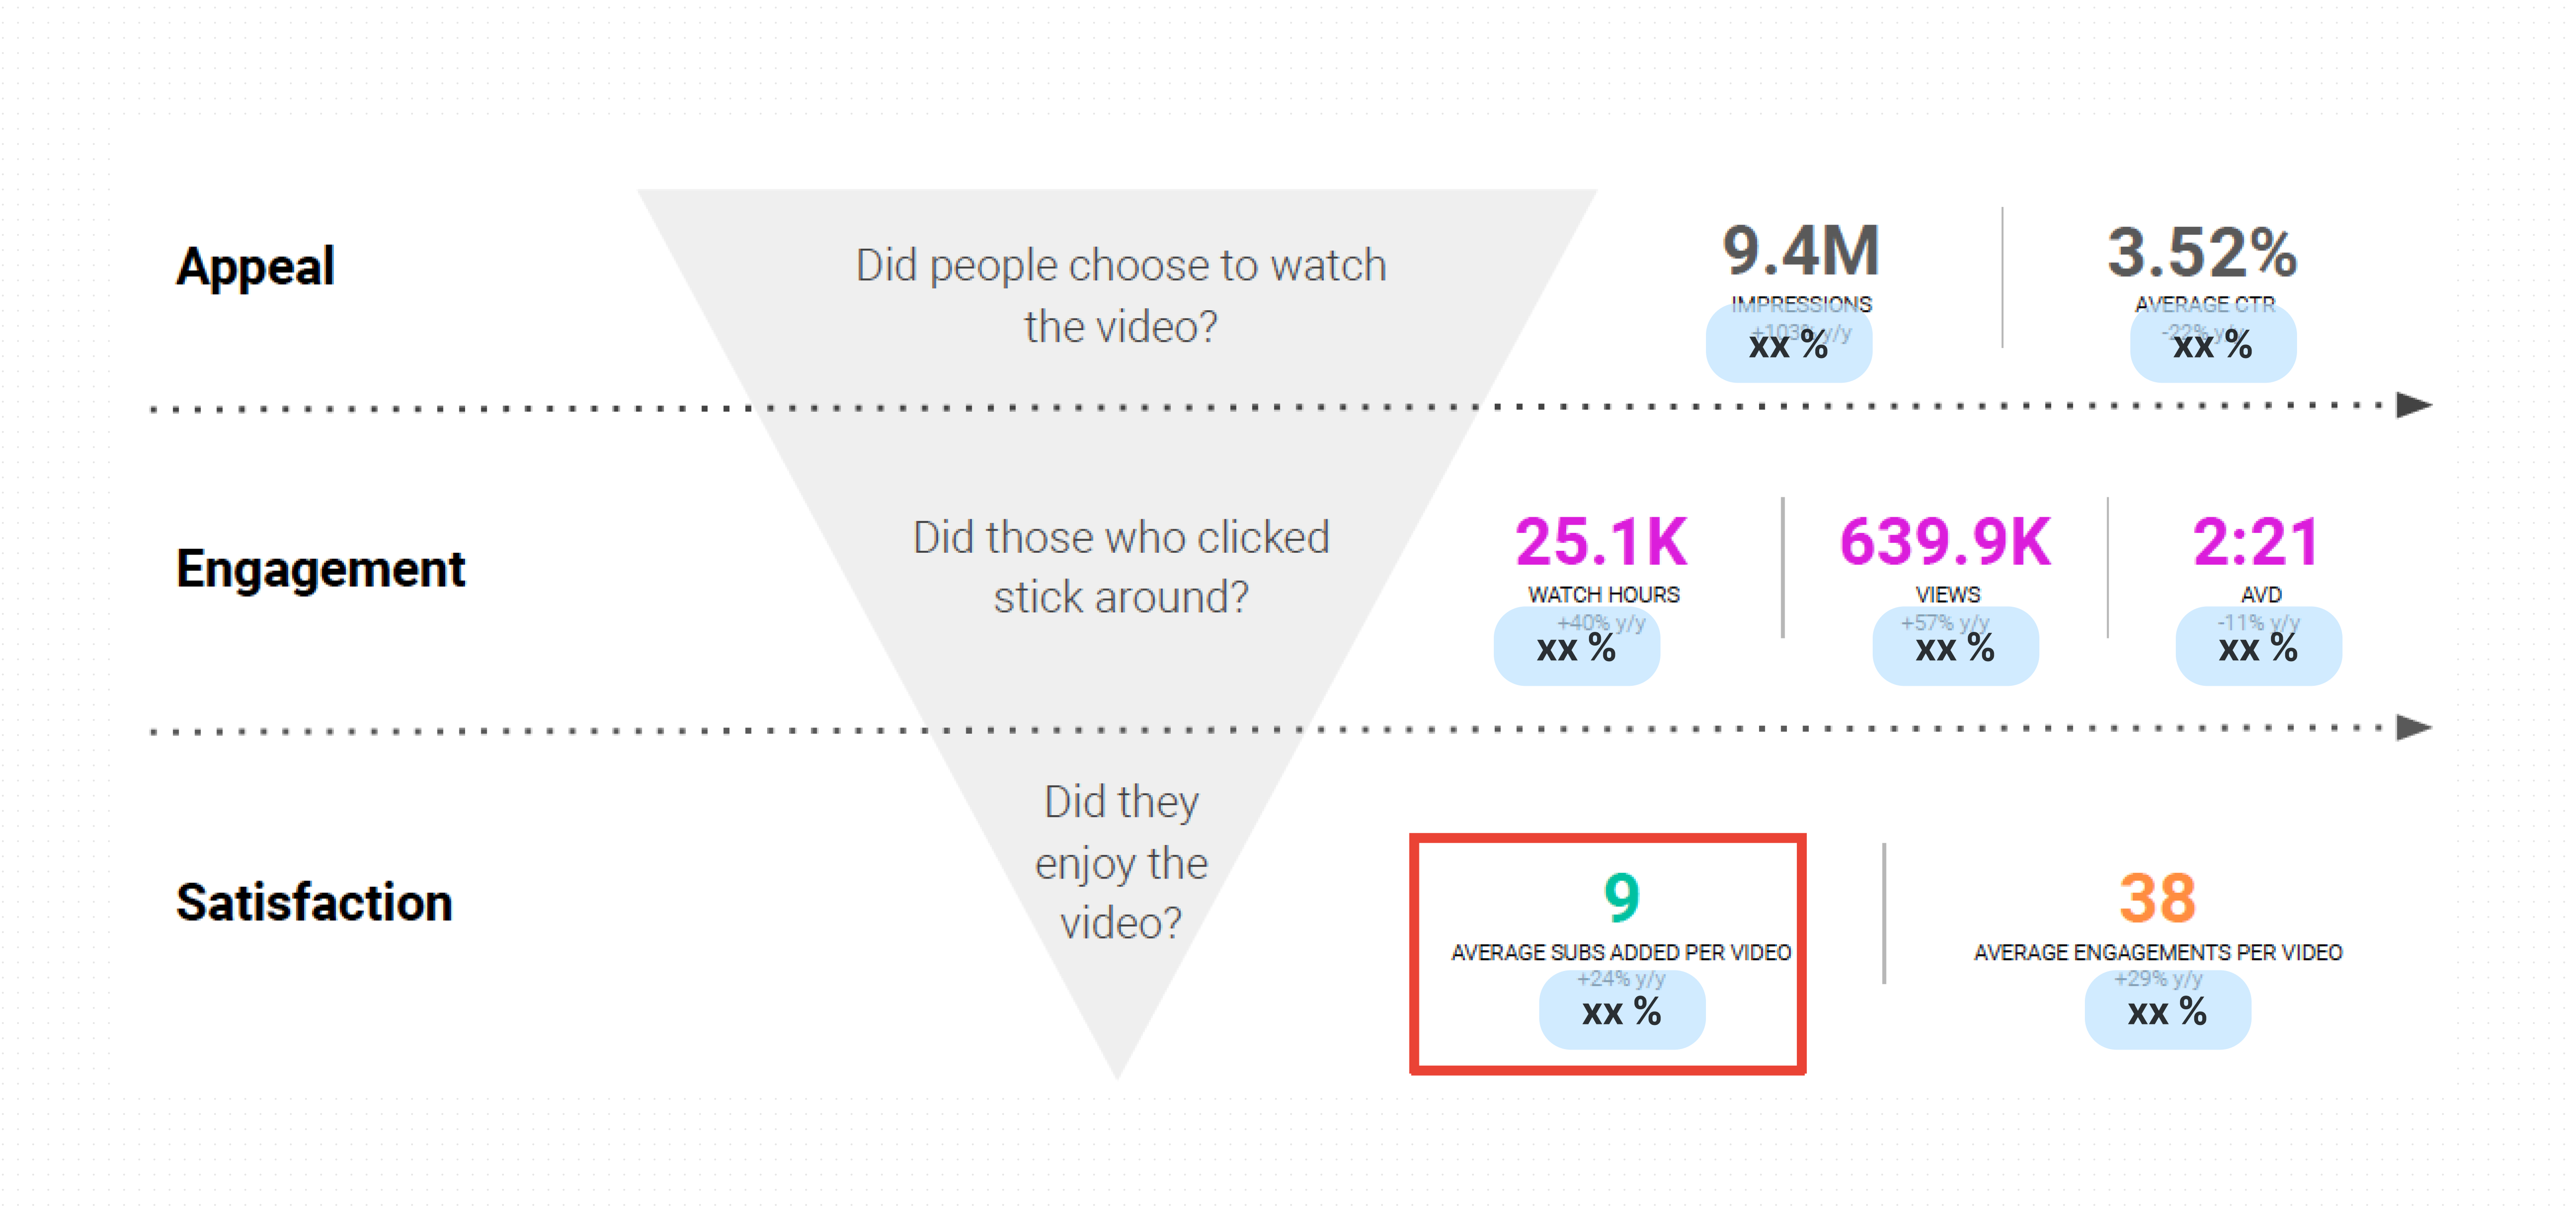 Appeal
Did people choose to watch
the video?
9.4M
IMPRESSIONS
+103% y/y
xx %
3.52%
AVERAGE CTR
-22% y/y
xx %
Engagement
Did those who clicked
stick around?
25.1K
WATCH HOURS
+40% y/y
xx %
639.9K
VIEWS
+57% y/y
xx %
2:21
AVD
-11% y/y
xx %
Satisfaction
Did they
enjoy the
video?
9
AVERAGE SUBS ADDED PER VIDEO
+24% y/y
xx %
38
AVERAGE ENGAGEMENTS PER VIDEO
+29% y/y
xx %